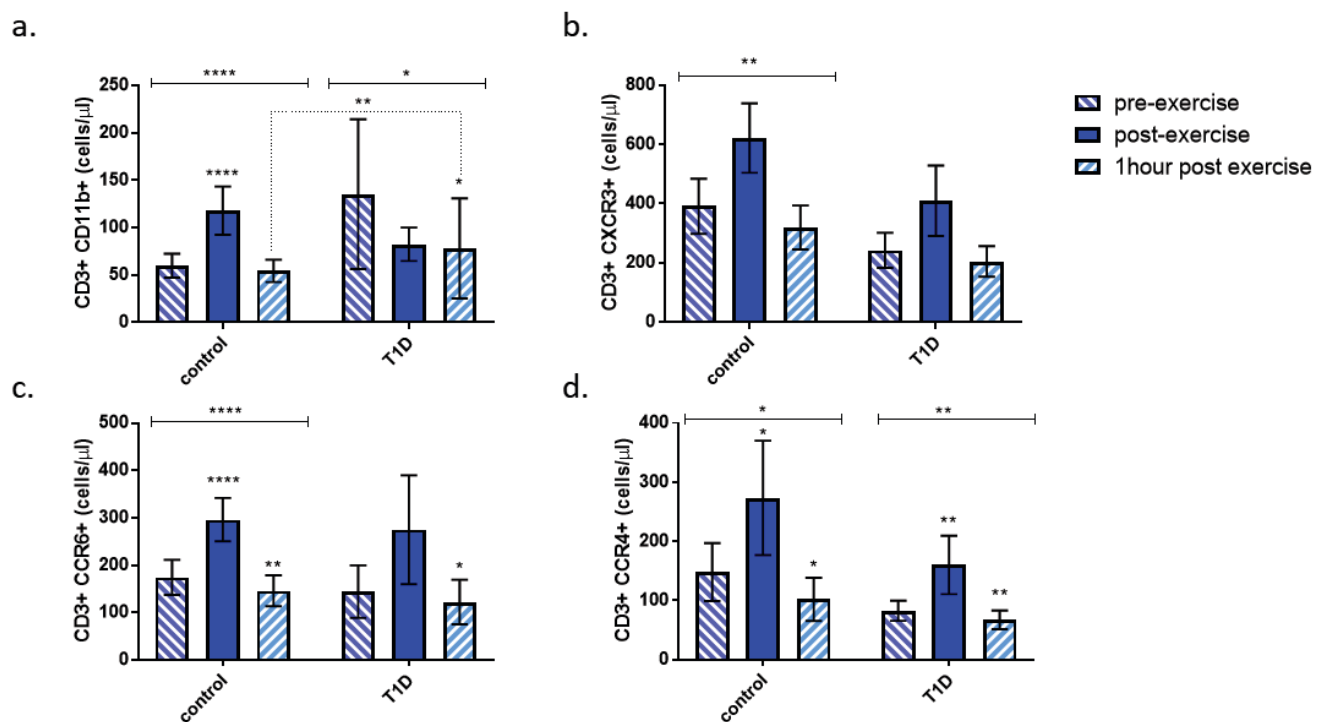 a.
CD3+ CD11b+ (cells/μl)
250
200
150
100
50
0
****
*
**
****
*
control
T1D
b.
CD3+ CXCR3+ (cells/μl)
800
600
400
200
0
**
control
T1D
pre-exercise
post-exercise
1hour post exercise
c.
CD3+ CCR6+ (cells/μl)
500
400
300
200
100
0
****
****
**
*
control
T1D
d.
CD3+ CCR4+ (cells/μl)
400
300
200
100
0
*
**
*
*
**
**
control
T1D